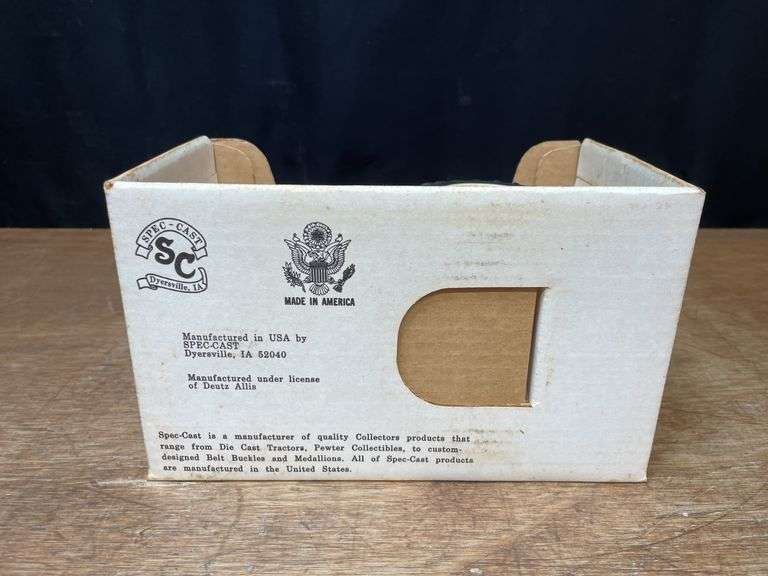 SPEC-CAST
SC
Dyersville, IA
MADE IN AMERICA
Manufactured in USA by
SPEC-CAST
Dyersville, IA 52040
Manufactured under license
of Deutz Allis
Spec-Cast is a manufacturer of quality Collectors products that
range from Die Cast Tractors, Pewter Collectibles, to custom-
designed Belt Buckles and Medallions. All of Spec-Cast products
are manufactured in the United States.